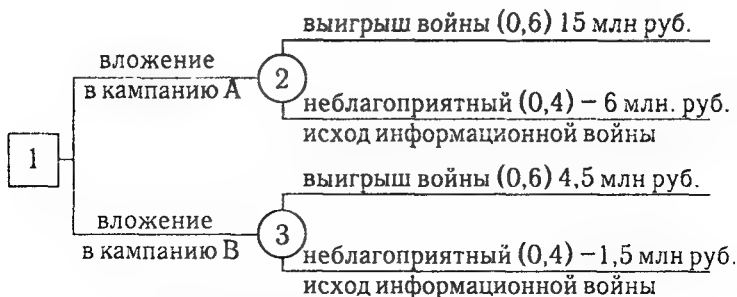 выигрыш войны (0,6) 15 млн руб.
вложение
в кампанию А
2
неблагоприятный (0,4) – 6 млн. руб.
исход информационной войны
1
выигрыш войны (0,6) 4,5 млн руб.
вложение
в кампанию В
3
неблагоприятный (0,4) –1,5 млн руб.
исход информационной войны